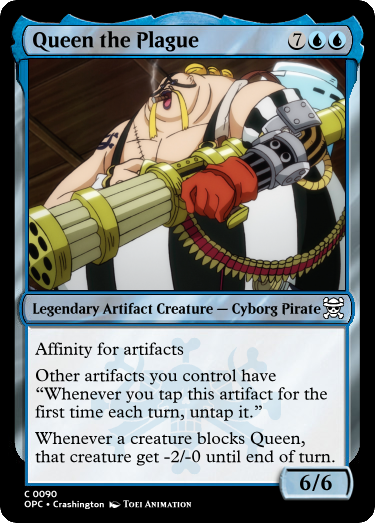 Queen the Plague 7
Legendary Artifact Creature — Cyborg Pirate
Affinity for artifacts
Other artifacts you control have
“Whenever you tap this artifact for the
first time each turn, untap it.”
Whenever a creature blocks Queen,
that creature get -2/-0 until end of turn.
6/6
C 0090
OPC • Crashington TOEI ANIMATION